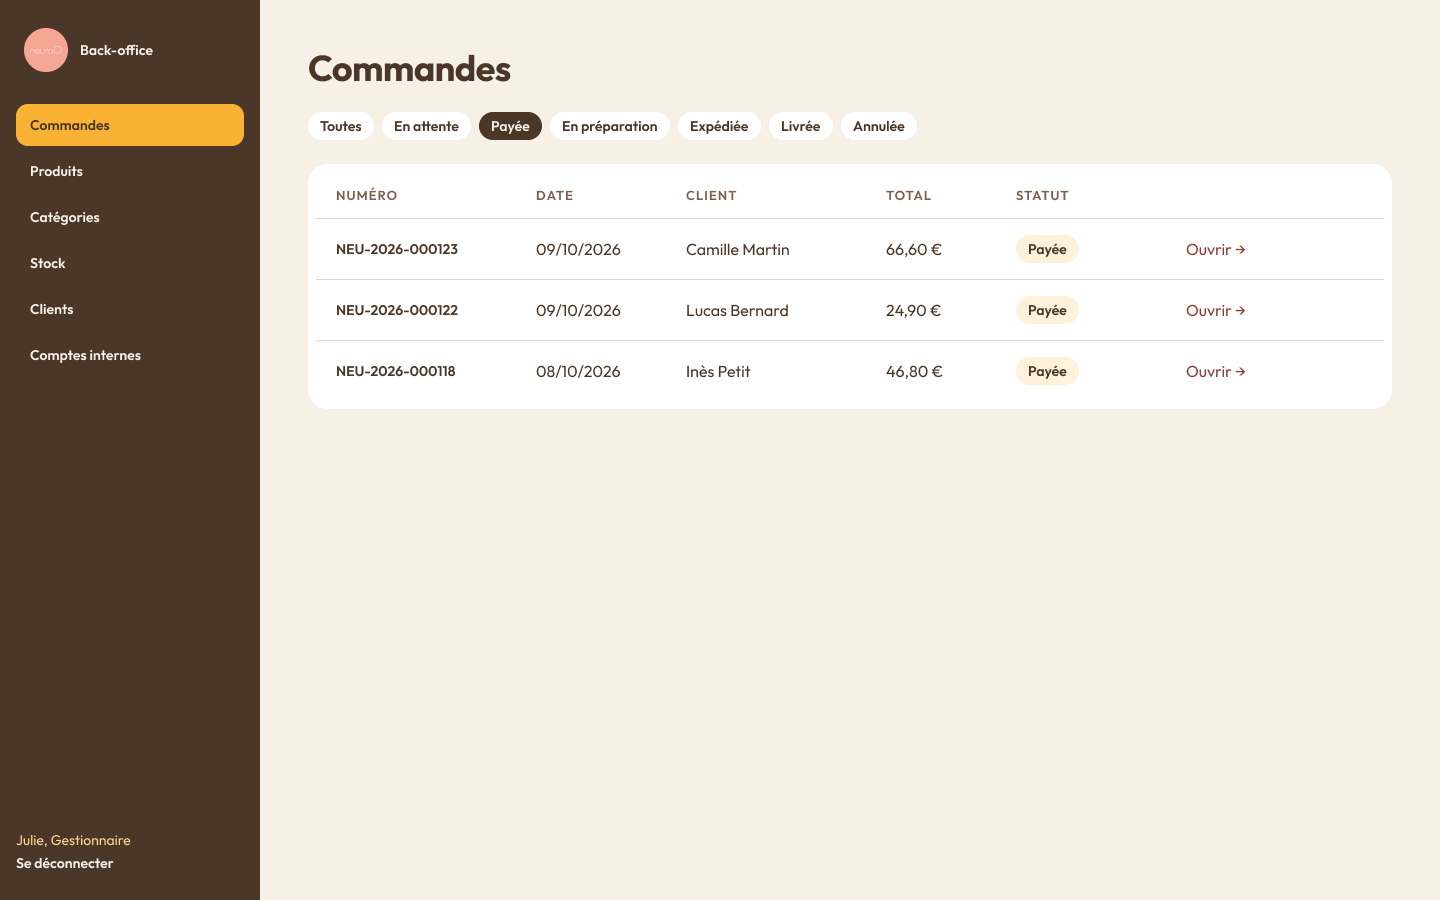 neuraO
Back-office
Commandes
Produits
Catégories
Stock
Clients
Comptes internes
Julie, Gestionnaire
Se déconnecter
Commandes
Toutes En attente Payée En préparation Expédiée Livrée Annulée
NUMÉRO DATE CLIENT TOTAL STATUT
NEU-2026-000123 09/10/2026 Camille Martin 66,60 € Payée Ouvrir →
NEU-2026-000122 09/10/2026 Lucas Bernard 24,90 € Payée Ouvrir →
NEU-2026-000118 08/10/2026 Inès Petit 46,80 € Payée Ouvrir →